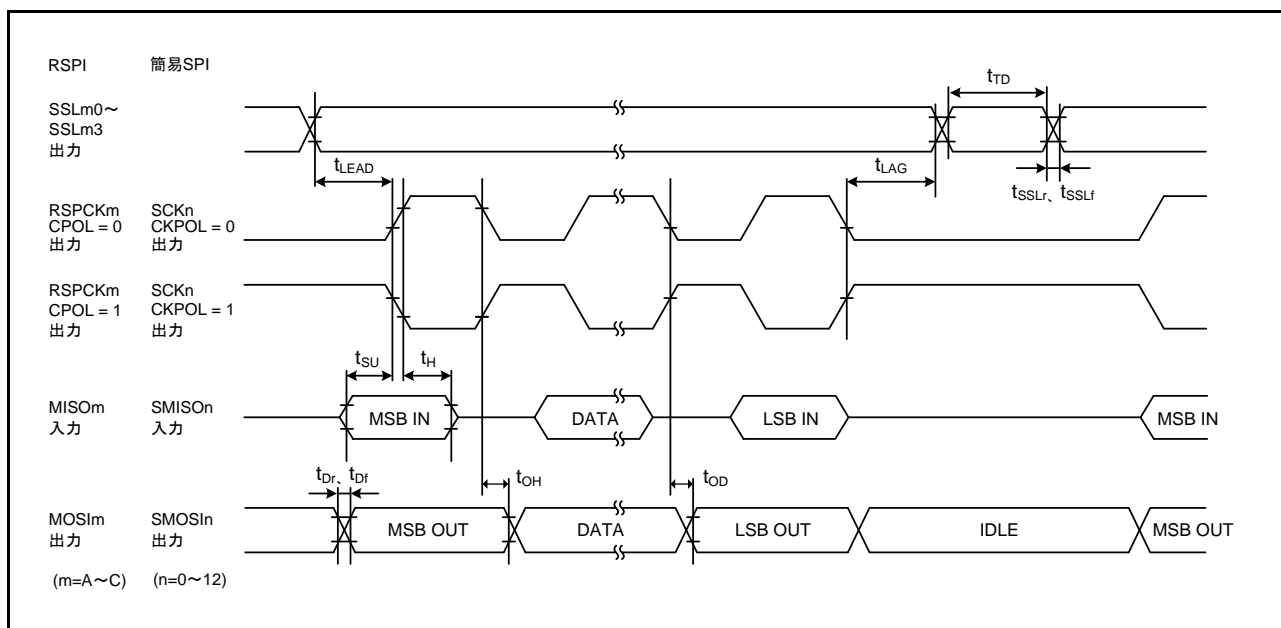 RSPI 簡易SPI
SSLm0～
SSLm3
出力
tTD
tLEAD
tLAG
tSSLr、tSSLf
RSPCKm SCKn
CPOL = 0 CKPOL = 0
出力 出力
RSPCKm SCKn
CPOL = 1 CKPOL = 1
出力 出力
tSU tH
MISOm SMISOn
入力 入力
MSB IN DATA LSB IN MSB IN
tDr、tDf tOH tOD
MOSIm SMOSIn
出力 出力
MSB OUT DATA LSB OUT IDLE MSB OUT
(m=A～C) (n=0～12)